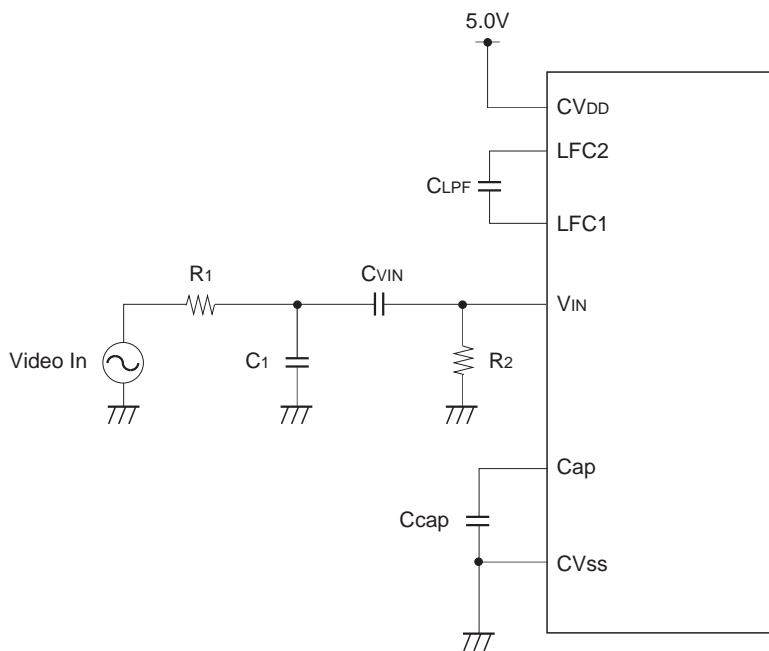 5.0V
CVDD
LFC2
CLPF
LFC1
R1
CVIN
VIN
Video In
C1
R2
Cap
Ccap
CVss